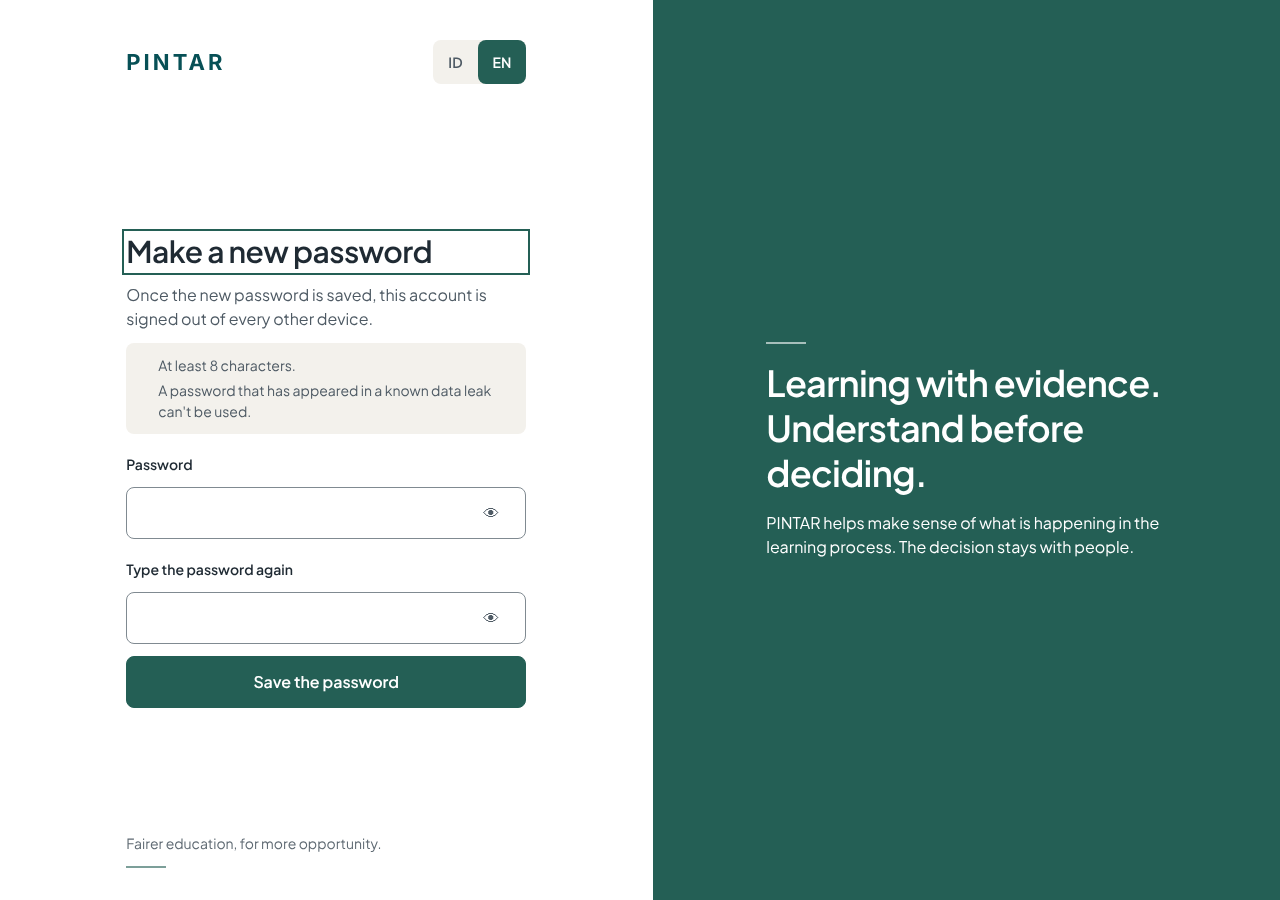 PINTAR
ID
EN
Make a new password
Once the new password is saved, this account is
signed out of every other device.
At least 8 characters.
A password that has appeared in a known data leak
can't be used.
Password
Type the password again
Save the password
Fairer education, for more opportunity.
Learning with evidence.
Understand before
deciding.
PINTAR helps make sense of what is happening in the
learning process. The decision stays with people.